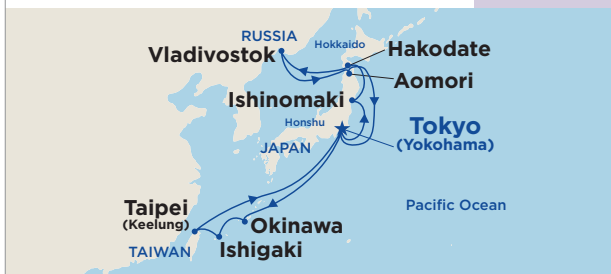 RUSSIA
Hokkaido
Vladivostok
Hakodate
Aomori
Ishinomaki
Honshu
Tokyo
(Yokohama)
JAPAN
Taipei
(Keelung)
Pacific Ocean
Okinawa
TAIWAN
Ishigaki